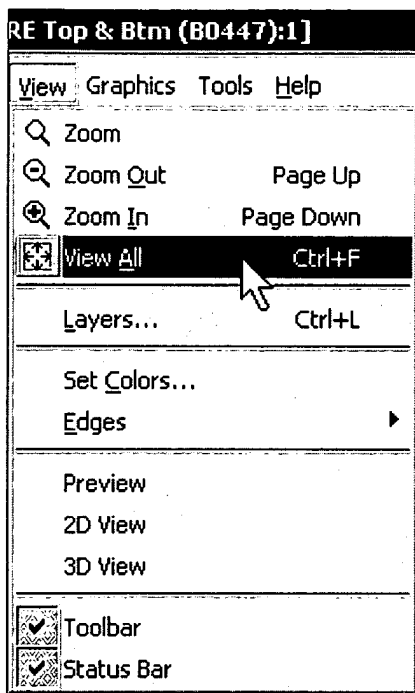 RE Top & Btm (B0447):1]
View Graphics Tools Help
Zoom
Zoom Out Page Up
Zoom In Page Down
View All Ctrl+F
Layers... Ctrl+L
Set Colors...
Edges
Preview
2D View
3D View
Toolbar
Status Bar